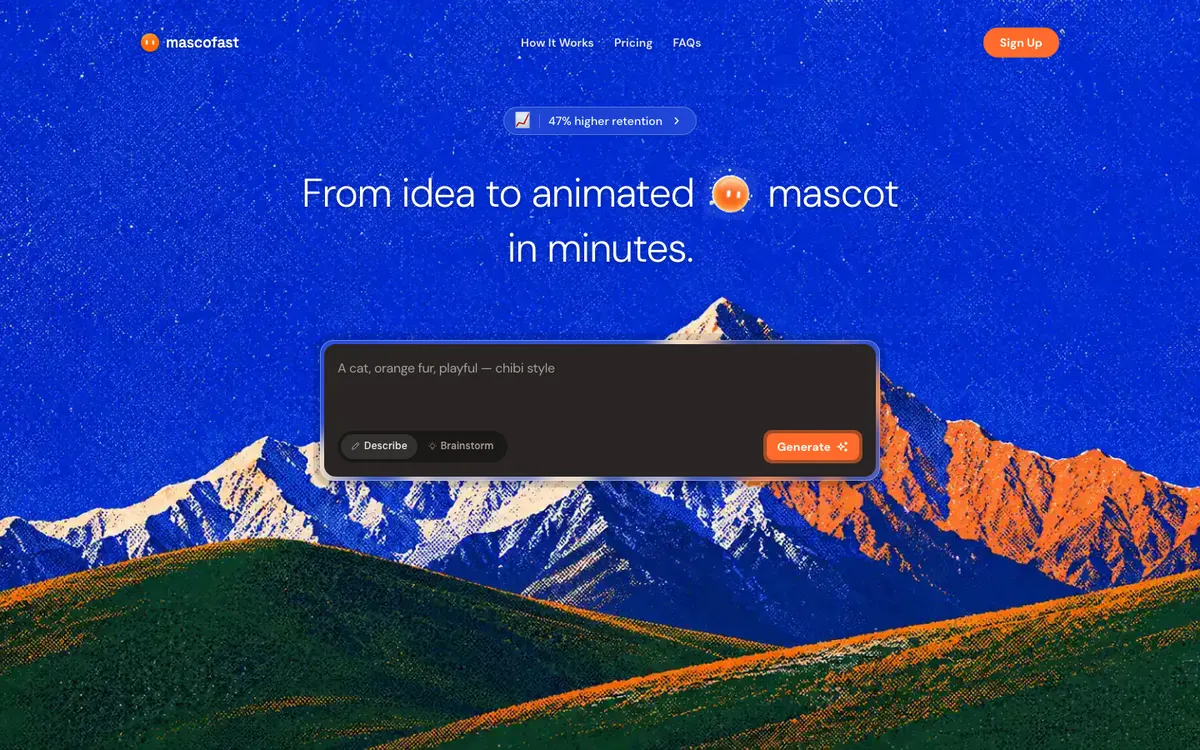 mascofast
How It Works
Pricing
FAQs
Sign Up
47% higher retention
From idea to animated mascot
in minutes.
A cat, orange fur, playful — chibi style
Describe
Brainstorm
Generate